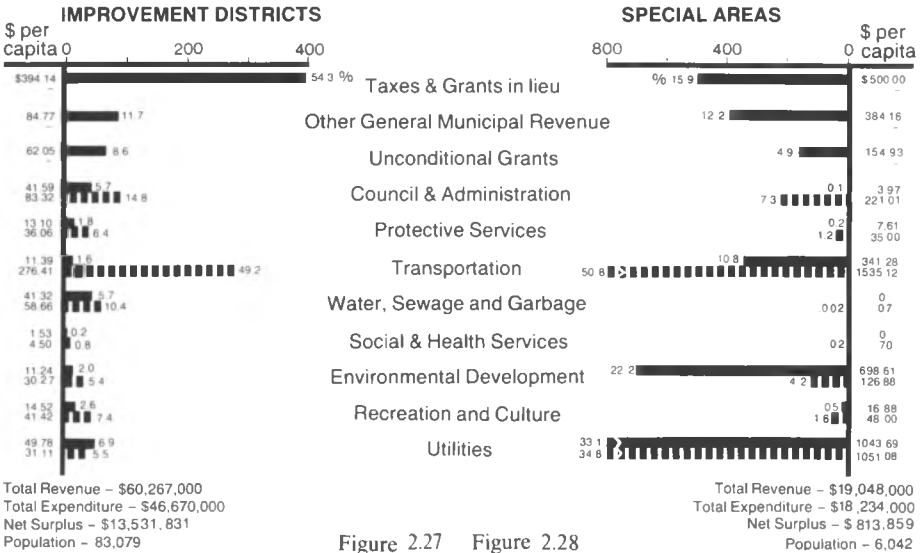 IMPROVEMENT DISTRICTS
SPECIAL AREAS
$ per capita
0 200 400
800 400 0
$ per capita
$394.14 54.3 % Taxes & Grants in lieu % 15 9 $500 00
–
84.77 11.7 Other General Municipal Revenue 12 2 384 16
–
62 05 8.6 Unconditional Grants 4 9 154 93
–
41 59 5.7 Council & Administration 0 1 3 97
83 32 14 8 7 3 221 01
13 10 1.8 Protective Services 0.2 7.61
36 06 6.4 1.2 35 00
11.39 1.6 Transportation 10 8 341 28
276.41 49.2 50 8 1535 12
41 32 5.7 Water, Sewage and Garbage 0
58 66 10.4 0 02 07
1 53 0.2 Social & Health Services 0
4 50 0.8 0 2 70
11.24 2.0 Environmental Development 22 2 698 61
30 27 5 4 4 2 126 88
14 52 2.6 Recreation and Culture 0 5 16 88
41 42 7 4 1 6 48 00
49 78 6 9 Utilities 33 1 1043 69
31 11 5 5 34 8 1051 08
Total Revenue – $60,267,000
Total Expenditure – $46,670,000
Net Surplus – $13,531,831
Population – 83,079
Total Revenue – $19,048,000
Total Expenditure – $18,234,000
Net Surplus – $813,859
Population – 6,042
Figure 2.27 Figure 2.28